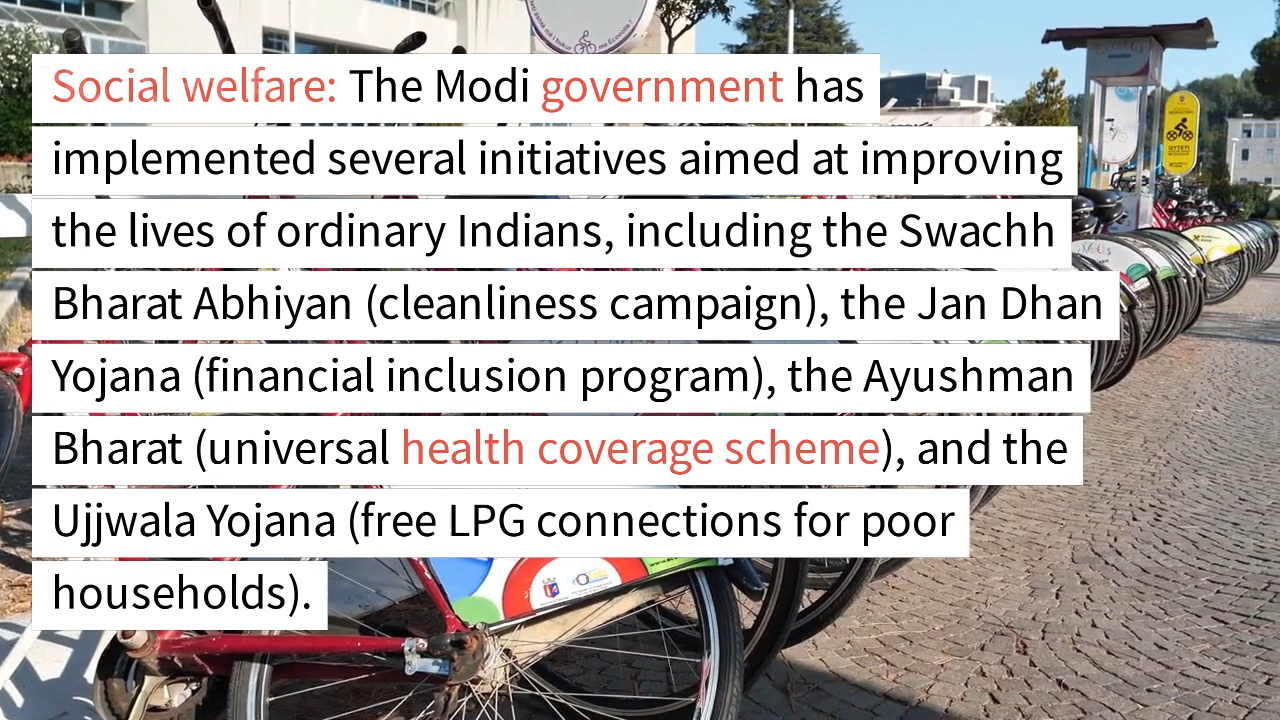 Social welfare: The Modi government has
implemented several initiatives aimed at improving
the lives of ordinary Indians, including the Swachh
Bharat Abhiyan (cleanliness campaign), the Jan Dhan
Yojana (financial inclusion program), the Ayushman
Bharat (universal health coverage scheme), and the
Ujjwala Yojana (free LPG connections for poor
households).